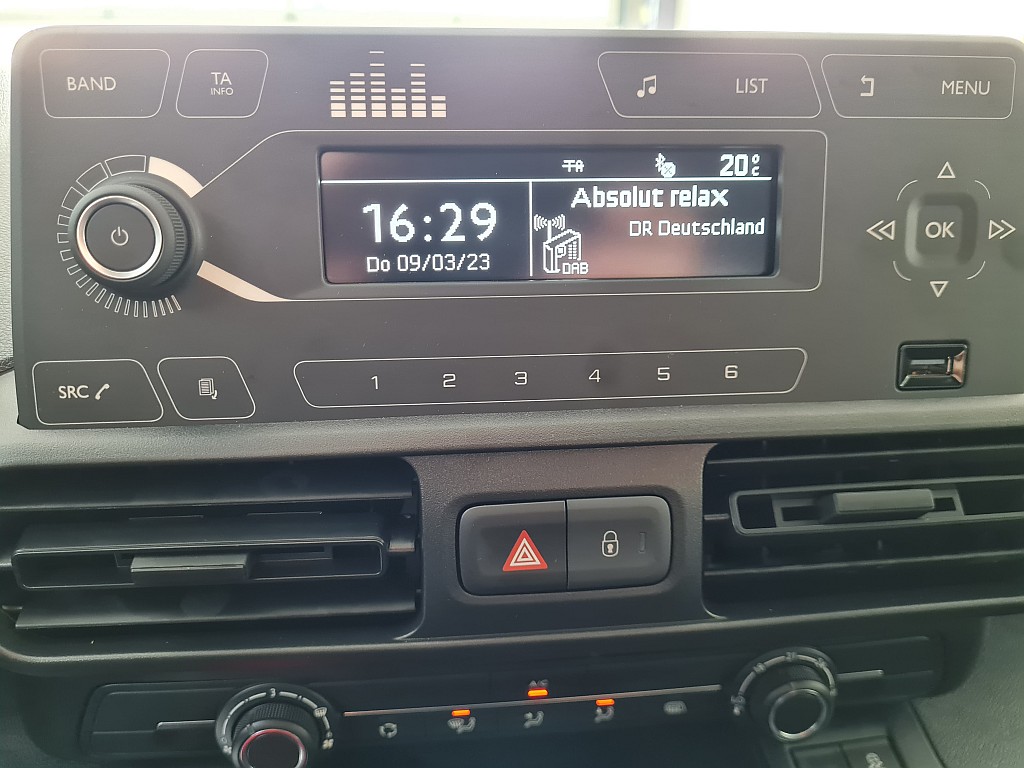 BAND
TA
INFO
LIST
MENU
TA
20°C
16:29
Absolut relax
DR Deutschland
Do 09/03/23
DAB
OK
SRC
1 2 3 4 5 6
A/C
3